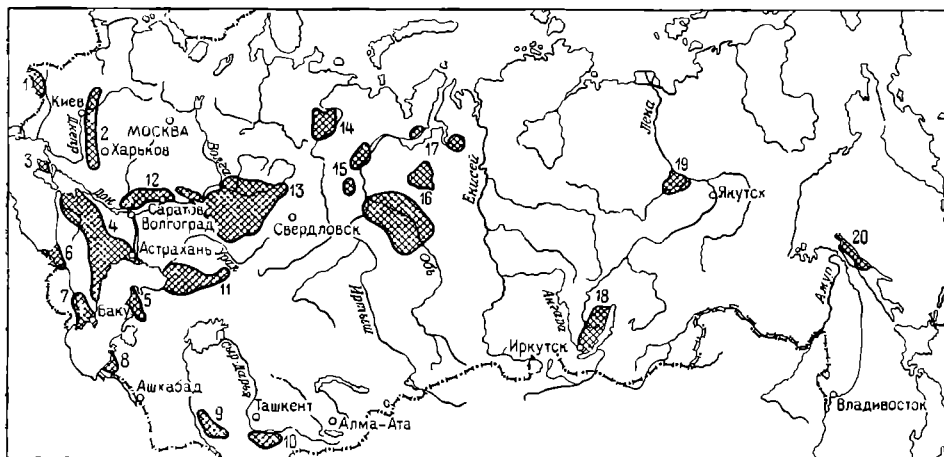 1
Киев
Днепр
2
МОСКВА
Харьков
3
Дон
12
Волга
Саратов
Волгоград
13
4
Астрахань
Урал
6
7
Баку
5
11
8
Ашхабад
Сыр-Дарья
9
Ташкент
10
Алма-Ата
Свердловск
14
15
17
16
Иртыш
Обь
Енисей
Лена
19
Якутск
Ангара
18
Иркутск
Амур
20
Владивосток